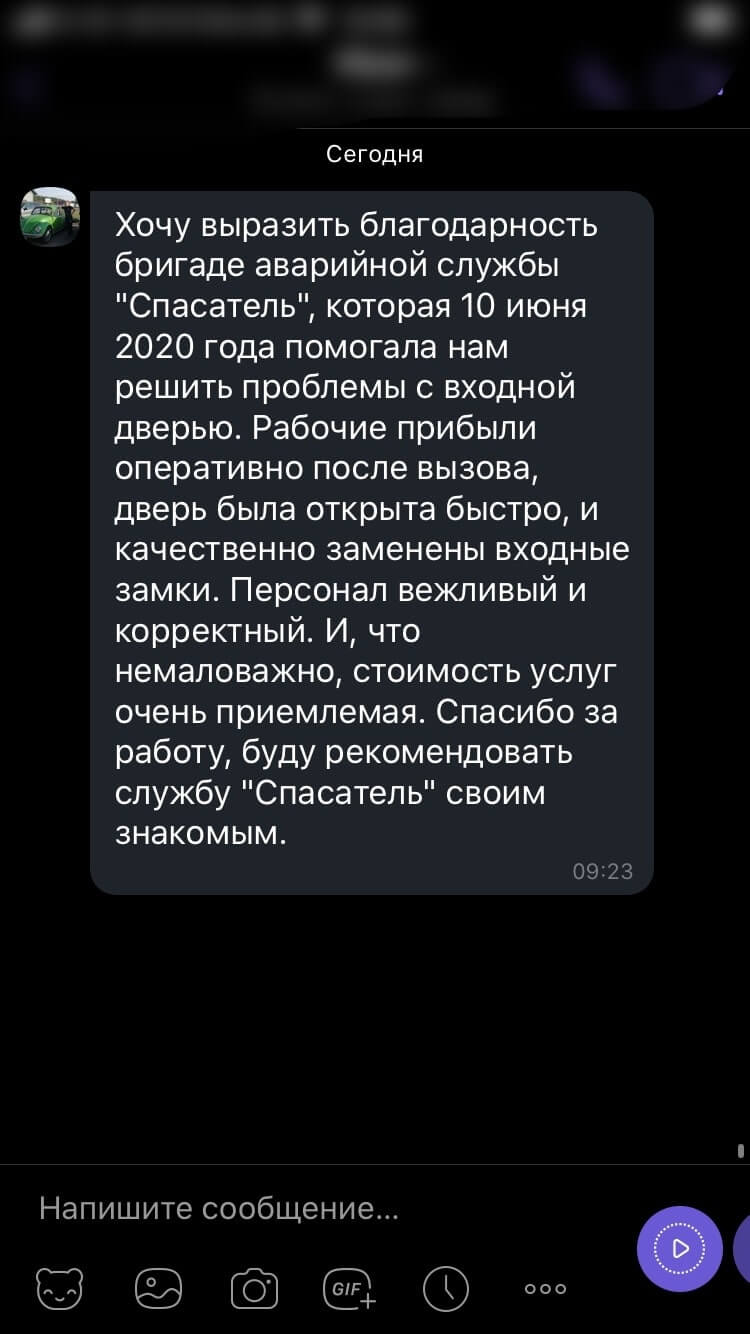 Сегодня
Хочу выразить благодарность
бригаде аварийной службы
"Спасатель", которая 10 июня
2020 года помогала нам
решить проблемы с входной
дверью. Рабочие прибыли
оперативно после вызова,
дверь была открыта быстро, и
качественно заменены входные
замки. Персонал вежливый и
корректный. И, что
немаловажно, стоимость услуг
очень приемлемая. Спасибо за
работу, буду рекомендовать
службу "Спасатель" своим
знакомым.
09:23
Напишите сообщение...
GIF